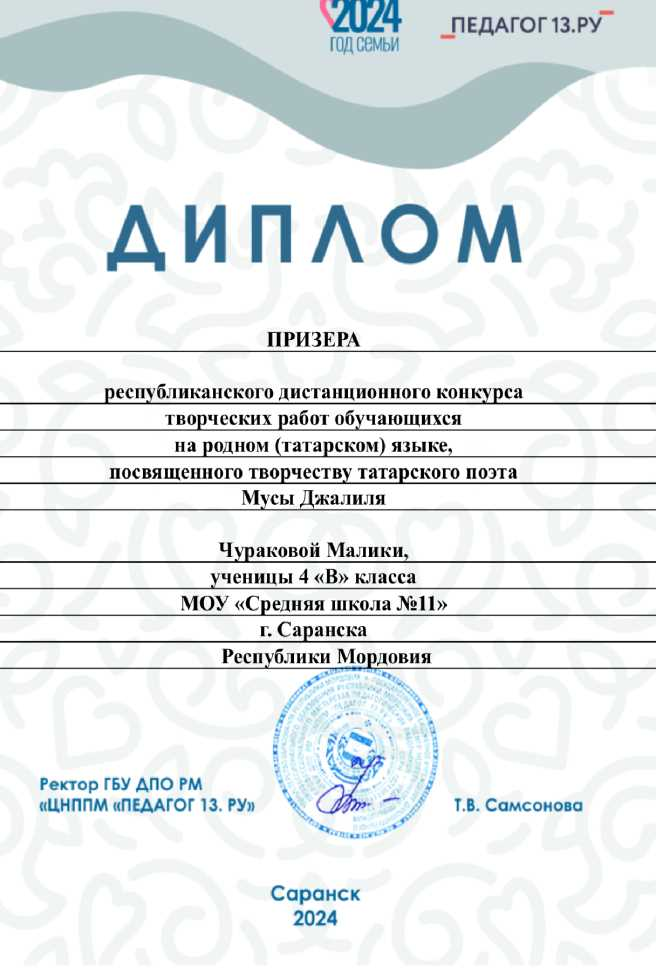 2024
ГОД СЕМЬИ
ПЕДАГОГ 13.РУ
ДИПЛОМ
ПРИЗЕРА
республиканского дистанционного конкурса
творческих работ обучающихся
на родном (татарском) языке,
посвященного творчеству татарского поэта
Мусы Джалиля
Чураковой Малики,
ученицы 4 «В» класса
МОУ «Средняя школа №11»
г. Саранска
Республики Мордовия
Ректор ГБУ ДПО РМ
«ЦНППМ «ПЕДАГОГ 13. РУ»
Т.В. Самсонова
Саранск
2024